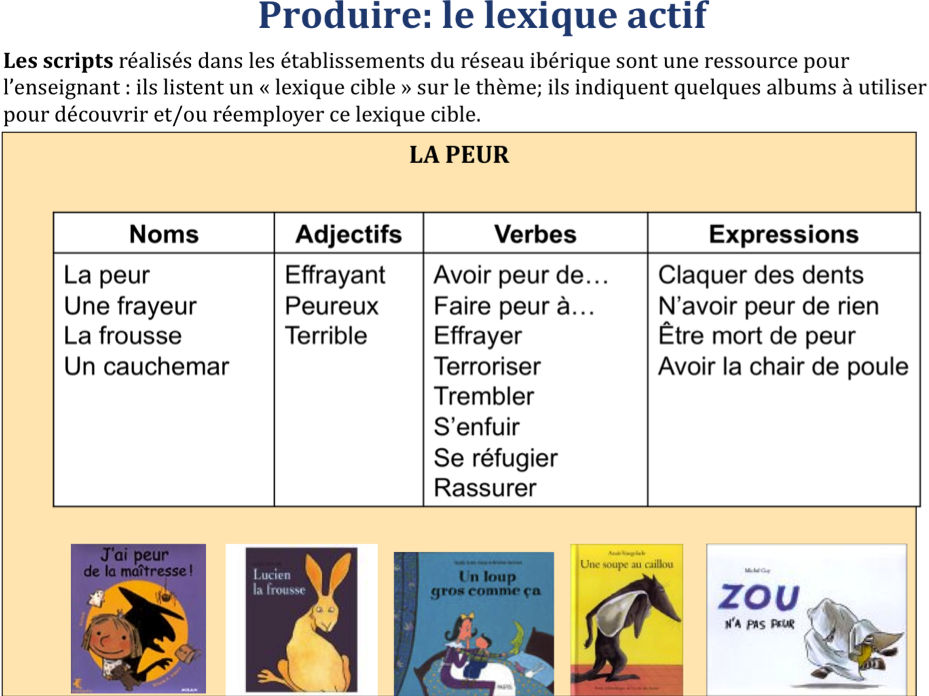 Produire: le lexique actif
Les scripts réalisés dans les établissements du réseau ibérique sont une ressource pour
l'enseignant : ils listent un « lexique cible » sur le thème; ils indiquent quelques albums à utiliser
pour découvrir et/ou réemployer ce lexique cible.
LA PEUR
Noms
La peur
Une frayeur
La frousse
Un cauchemar
Adjectifs
Effrayant
Peureux
Terrible
Verbes
Avoir peur de…
Faire peur à…
Effrayer
Terroriser
Trembler
S'enfuir
Se réfugier
Rassurer
Expressions
Claquer des dents
N'avoir peur de rien
Être mort de peur
Avoir la chair de poule
J'ai peur
de la maîtresse!
Lucien
la frousse
Un loup
gros comme ça
PASTEL
Une soupe au caillou
Michel Gay
ZOU
N'A PAS PEUR